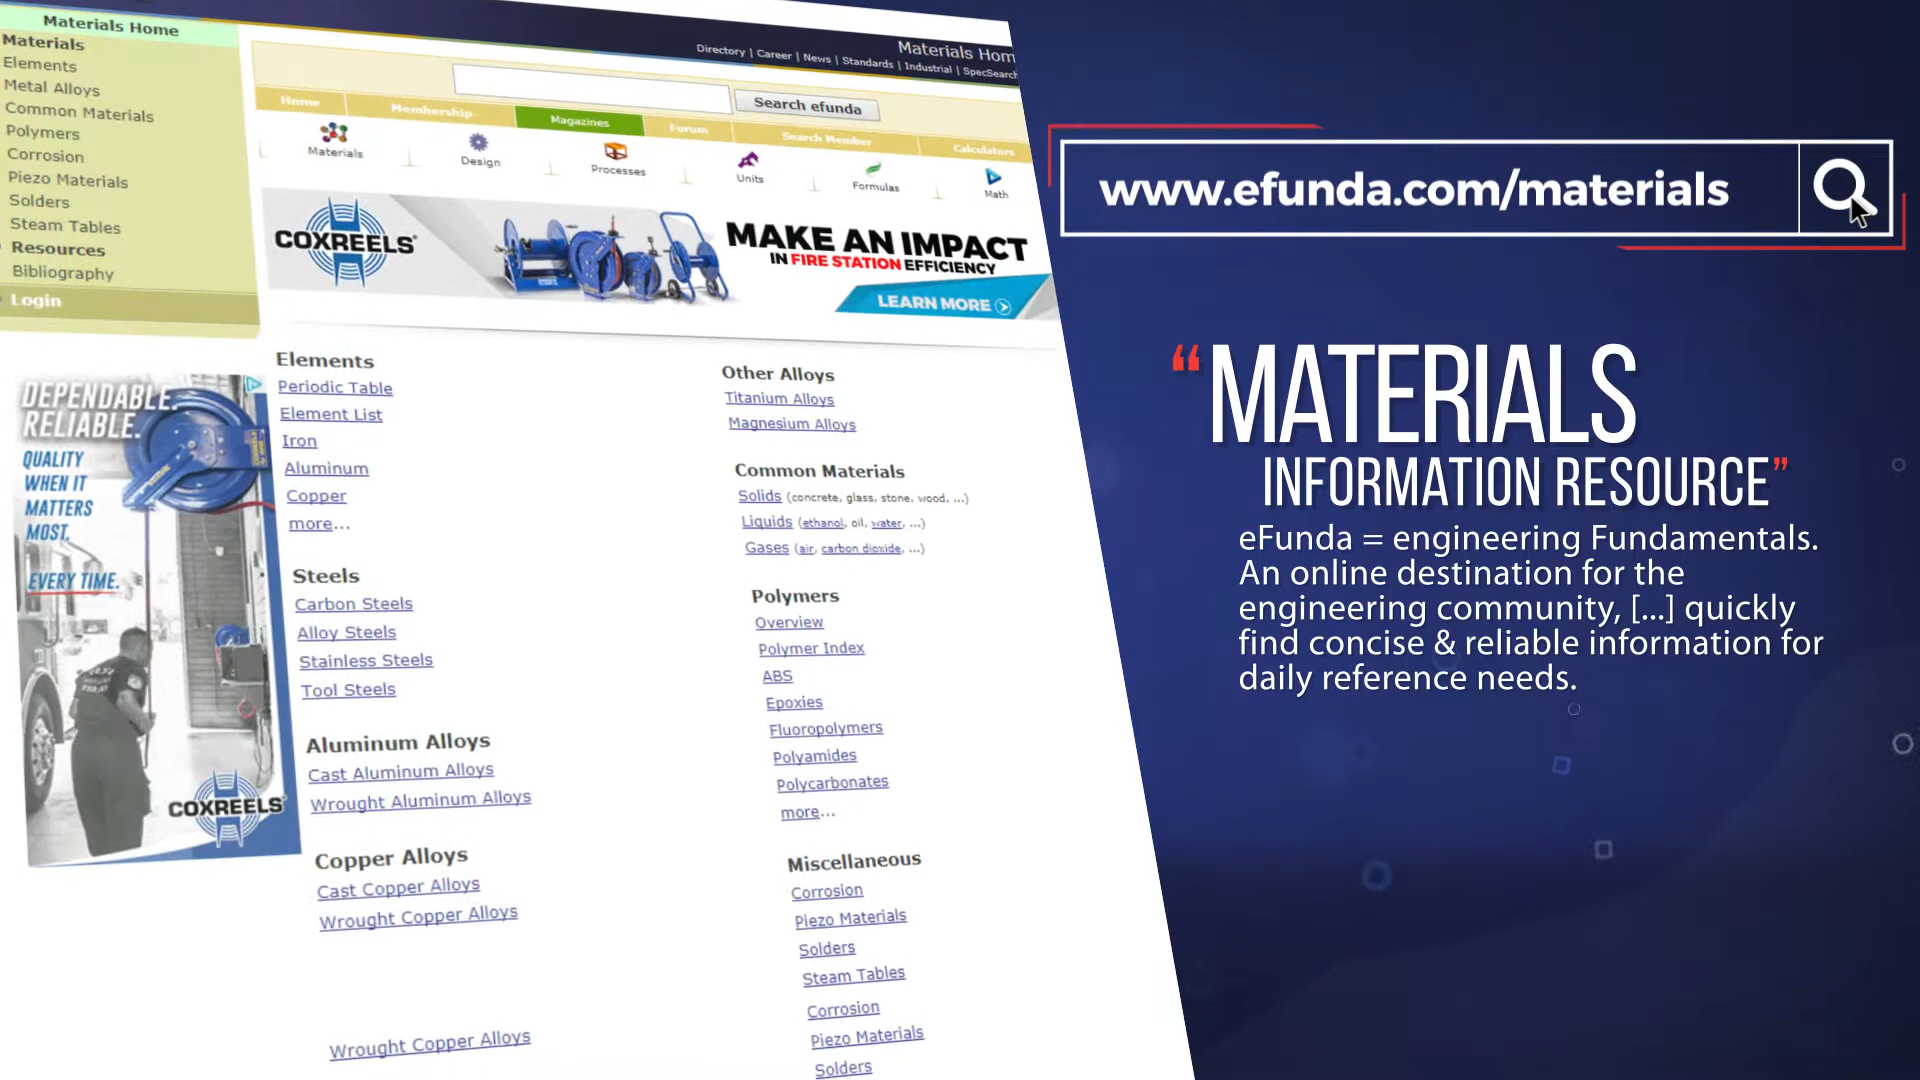 Materials Home
Materials
Elements
Metal Alloys
Common Materials
Polymers
Corrosion
Piezo Materials
Solders
Steam Tables
Resources
Bibliography
Login
Materials Hom
Directory | Career | News | Standards | Industrial | SpecSearch
Search efunda
Home Membership Magazines Forum Search Member Calculators
Materials Design Processes Units Formulas Math
COXREELS
MAKE AN IMPACT
IN FIRE STATION EFFICIENCY
LEARN MORE
DEPENDABLE.
RELIABLE.
QUALITY
WHEN IT
MATTERS
MOST.
EVERY TIME.
COXREELS
Elements
Periodic Table
Element List
Iron
Aluminum
Copper
more...
Steels
Carbon Steels
Alloy Steels
Stainless Steels
Tool Steels
Aluminum Alloys
Cast Aluminum Alloys
Wrought Aluminum Alloys
Copper Alloys
Cast Copper Alloys
Wrought Copper Alloys
Wrought Copper Alloys
Other Alloys
Titanium Alloys
Magnesium Alloys
Common Materials
Solids (concrete, glass, stone, wood, ...)
Liquids (ethanol, oil, water, ...)
Gases (air, carbon dioxide, ...)
Polymers
Overview
Polymer Index
ABS
Epoxies
Fluoropolymers
Polyamides
Polycarbonates
more...
Miscellaneous
Corrosion
Piezo Materials
Solders
Steam Tables
Corrosion
Piezo Materials
Solders
www.efunda.com/materials
“MATERIALS
INFORMATION RESOURCE”
eFunda = engineering Fundamentals.
An online destination for the
engineering community, [...] quickly
find concise & reliable information for
daily reference needs.